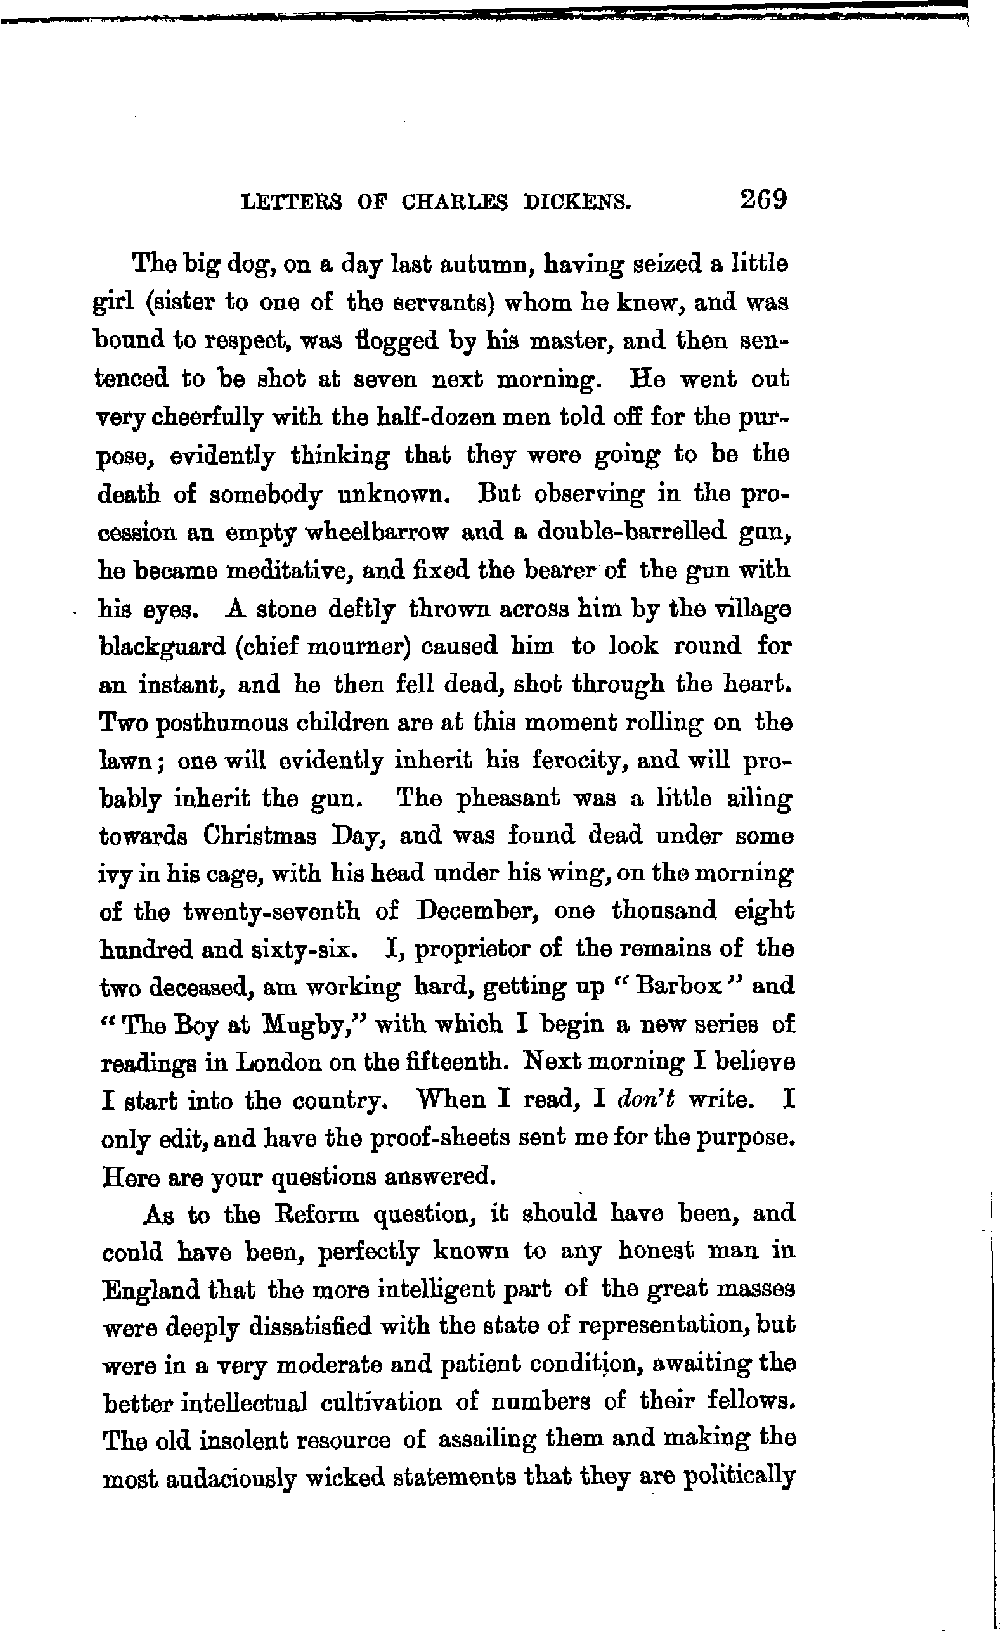 LETTERS OF CHARLES DICKENS. 269
The big dog, on a day last autumn, having seized a little
girl (sister to one of the servants) whom he knew, and was
bound to respect, was flogged by his master, and then sen-
tenced to be shot at seven next morning. He went out
very cheerfully with the half-dozen men told off for the pur-
pose, evidently thinking that they were going to be the
death of somebody unknown. But observing in the pro-
cession an empty wheelbarrow and a double-barrelled gun,
he became meditative, and fixed the bearer of the gun with
his eyes. A stone deftly thrown across him by the village
blackguard (chief mourner) caused him to look round for
an instant, and he then fell dead, shot through the heart.
Two posthumous children are at this moment rolling on the
lawn; one will evidently inherit his ferocity, and will pro-
bably inherit the gun. The pheasant was a little ailing
towards Christmas Day, and was found dead under some
ivy in his cage, with his head under his wing, on the morning
of the twenty-seventh of December, one thousand eight
hundred and sixty-six. I, proprietor of the remains of the
two deceased, am working hard, getting up “Barbox” and
“The Boy at Mugby,” with which I begin a new series of
readings in London on the fifteenth. Next morning I believe
I start into the country. When I read, I don’t write. I
only edit, and have the proof-sheets sent me for the purpose.
Here are your questions answered.
As to the Reform question, it should have been, and
could have been, perfectly known to any honest man in
England that the more intelligent part of the great masses
were deeply dissatisfied with the state of representation, but
were in a very moderate and patient condition, awaiting the
better intellectual cultivation of numbers of their fellows.
The old insolent resource of assailing them and making the
most audaciously wicked statements that they are politically